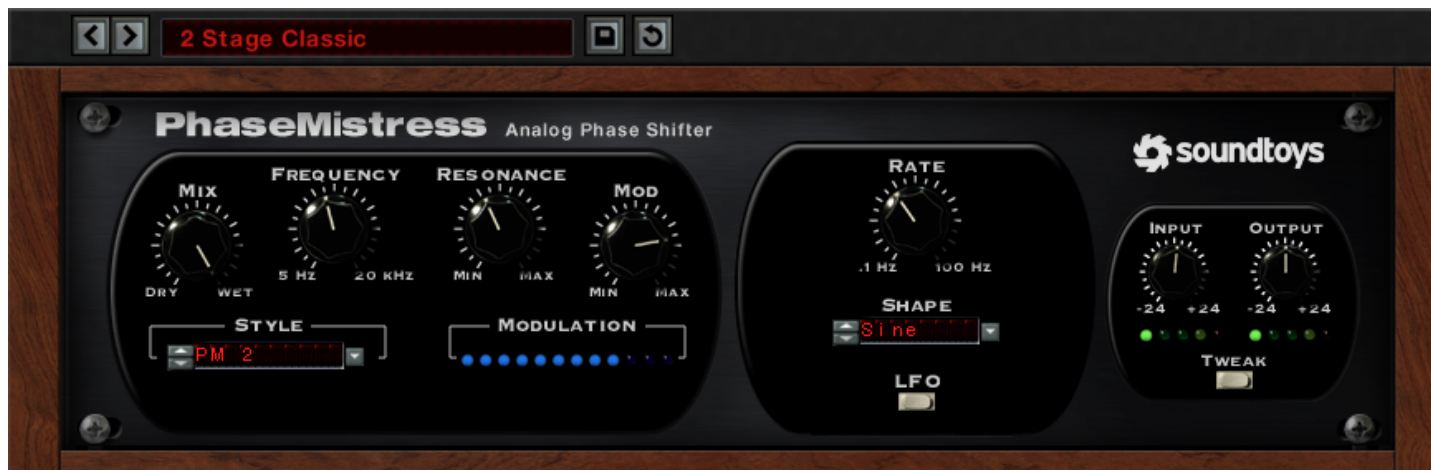 2 Stage Classic
PhaseMistress Analog Phase Shifter
soundtoys
Mix
Frequency
Resonance
Mod
5 Hz 20 kHz
Min Max
Dry Wet
Min Max
Style
PM 2
Modulation
Rate
.1 Hz 100 Hz
Shape
Sine
LFO
Input
Output
-24 +24
-24 +24
Tweak